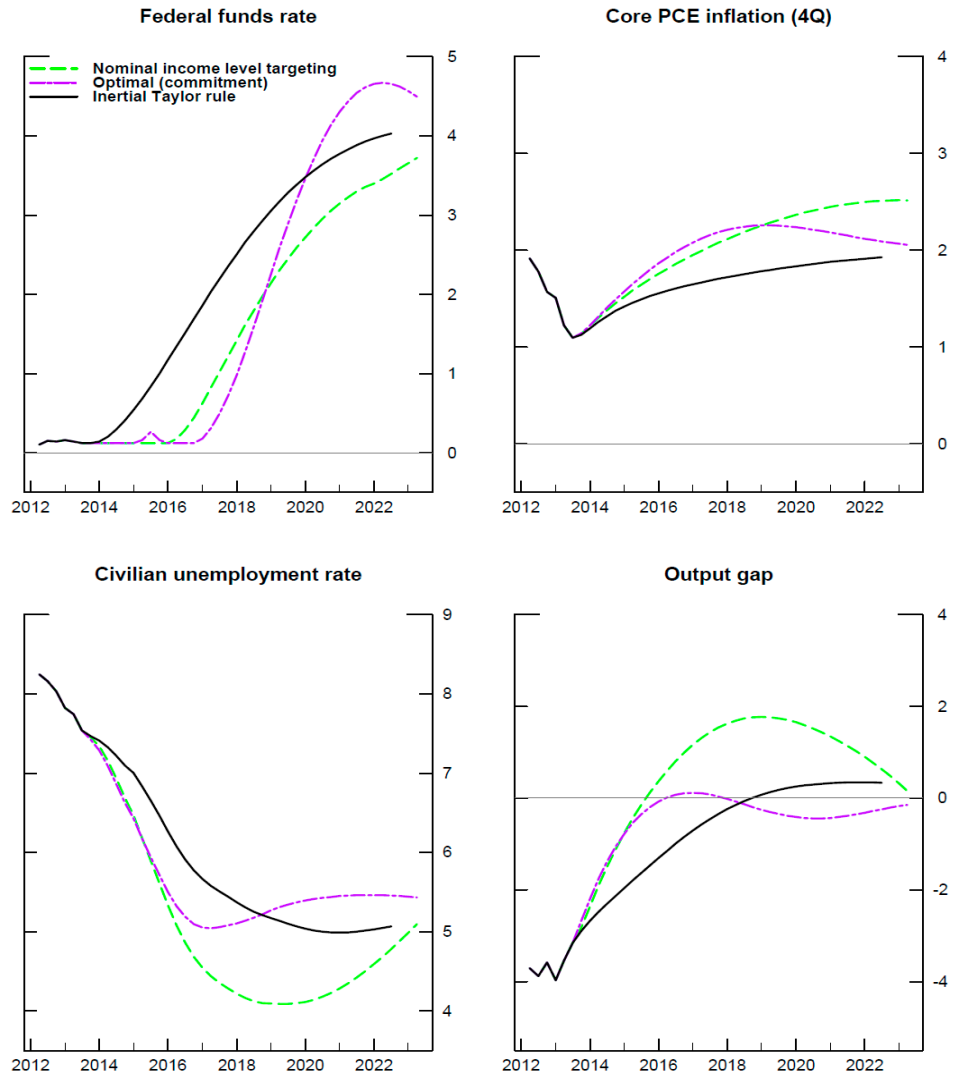 Federal funds rate
Nominal income level targeting
Optimal (commitment)
Inertial Taylor rule
5
4
3
2
1
0
2012 2014 2016 2018 2020 2022
Core PCE inflation (4Q)
4
3
2
1
0
2012 2014 2016 2018 2020 2022
Civilian unemployment rate
9
8
7
6
5
4
2012 2014 2016 2018 2020 2022
Output gap
4
2
0
-2
-4
2012 2014 2016 2018 2020 2022